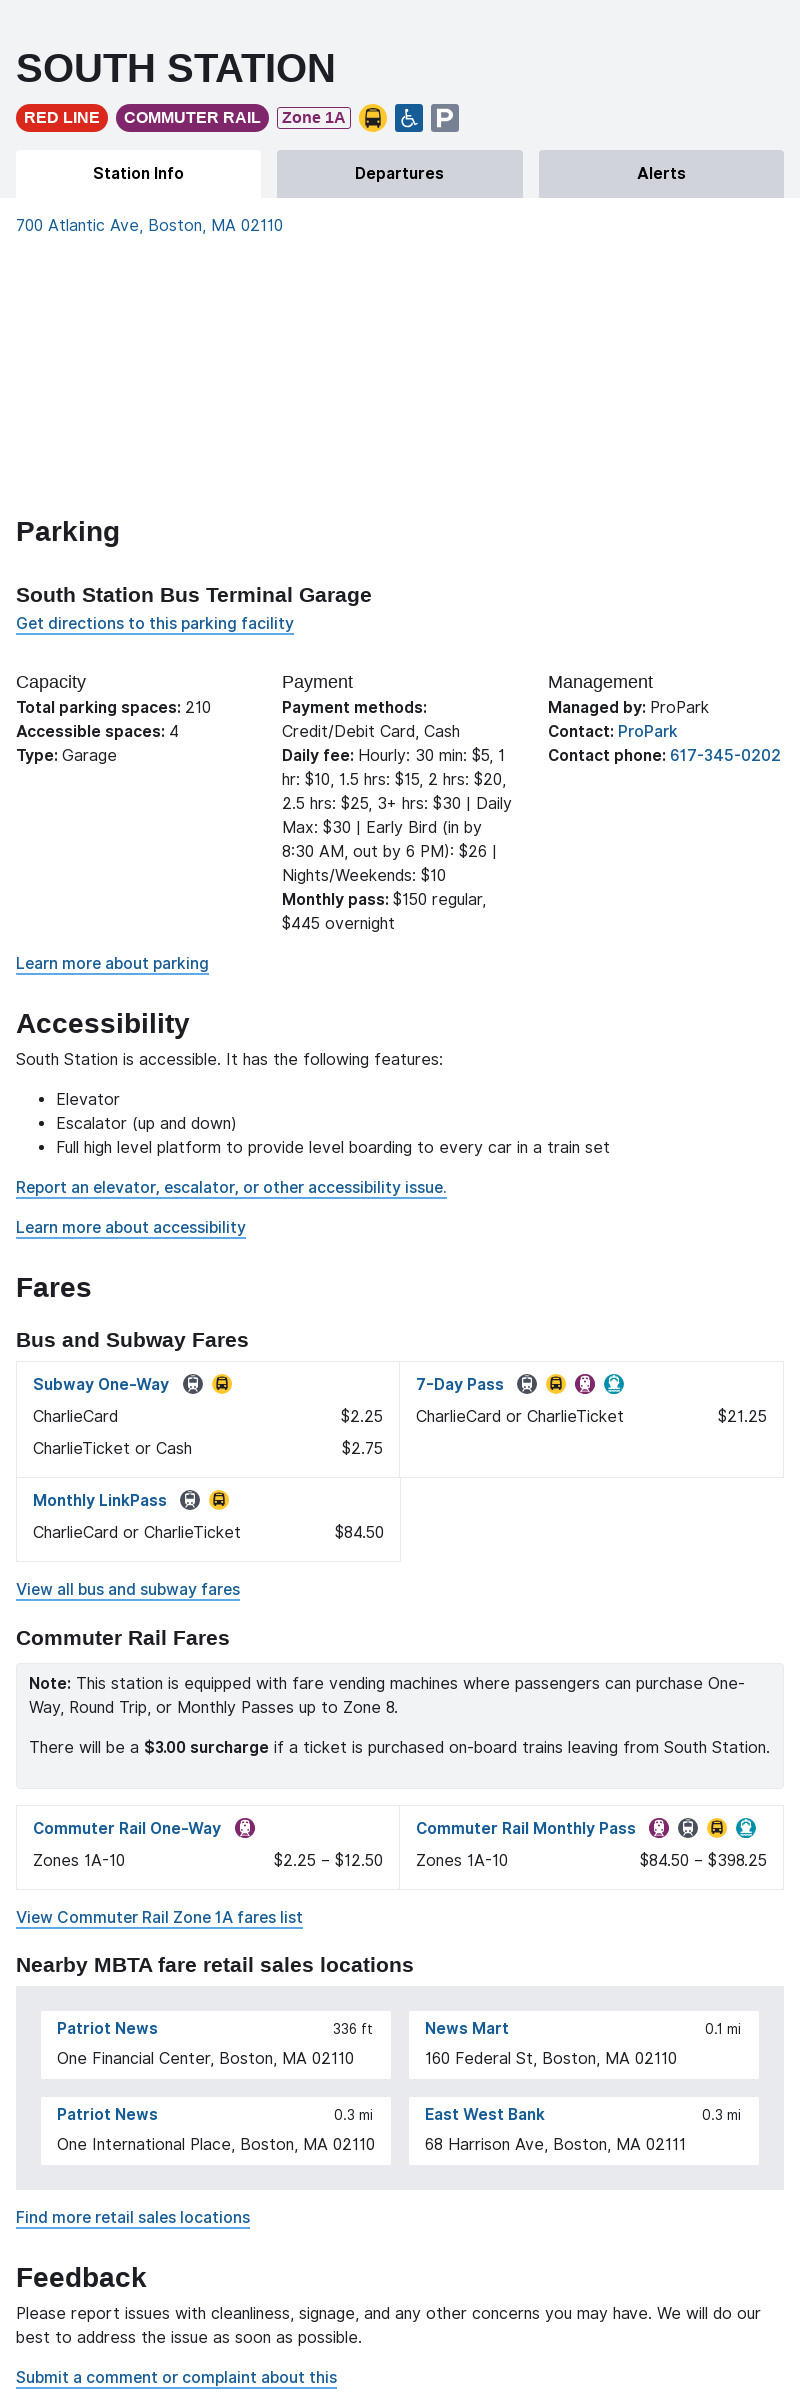 SOUTH STATION
RED LINE COMMUTER RAIL Zone 1A P
Station Info Departures Alerts
700 Atlantic Ave, Boston, MA 02110
Parking
South Station Bus Terminal Garage
Get directions to this parking facility
Capacity
Total parking spaces: 210
Accessible spaces: 4
Type: Garage
Payment
Payment methods:
Credit/Debit Card, Cash
Daily fee: Hourly: 30 min: $5, 1
hr: $10, 1.5 hrs: $15, 2 hrs: $20,
2.5 hrs: $25, 3+ hrs: $30 | Daily
Max: $30 | Early Bird (in by
8:30 AM, out by 6 PM): $26 |
Nights/Weekends: $10
Monthly pass: $150 regular,
$445 overnight
Management
Managed by: ProPark
Contact: ProPark
Contact phone: 617-345-0202
Learn more about parking
Accessibility
South Station is accessible. It has the following features:
• Elevator
• Escalator (up and down)
• Full high level platform to provide level boarding to every car in a train set
Report an elevator, escalator, or other accessibility issue.
Learn more about accessibility
Fares
Bus and Subway Fares
Subway One-Way
CharlieCard $2.25
CharlieTicket or Cash $2.75
7-Day Pass
CharlieCard or CharlieTicket $21.25
Monthly LinkPass
CharlieCard or CharlieTicket $84.50
View all bus and subway fares
Commuter Rail Fares
Note: This station is equipped with fare vending machines where passengers can purchase One-
Way, Round Trip, or Monthly Passes up to Zone 8.
There will be a $3.00 surcharge if a ticket is purchased on-board trains leaving from South Station.
Commuter Rail One-Way
Zones 1A-10 $2.25 – $12.50
Commuter Rail Monthly Pass
Zones 1A-10 $84.50 – $398.25
View Commuter Rail Zone 1A fares list
Nearby MBTA fare retail sales locations
Patriot News 336 ft
One Financial Center, Boston, MA 02110
News Mart 0.1 mi
160 Federal St, Boston, MA 02110
Patriot News 0.3 mi
One International Place, Boston, MA 02110
East West Bank 0.3 mi
68 Harrison Ave, Boston, MA 02111
Find more retail sales locations
Feedback
Please report issues with cleanliness, signage, and any other concerns you may have. We will do our
best to address the issue as soon as possible.
Submit a comment or complaint about this